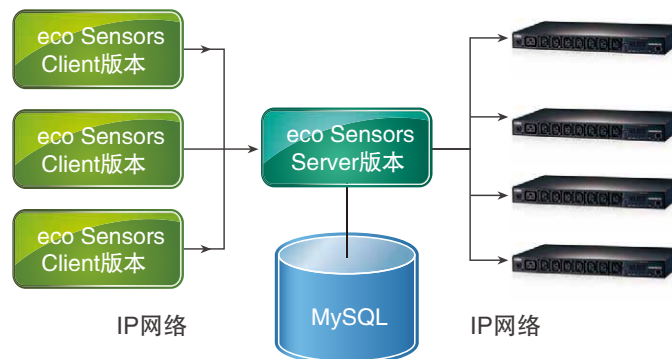 eco Sensors
Client版本
eco Sensors
Client版本
eco Sensors
Client版本
eco Sensors
Server版本
MySQL
IP网络
IP网络